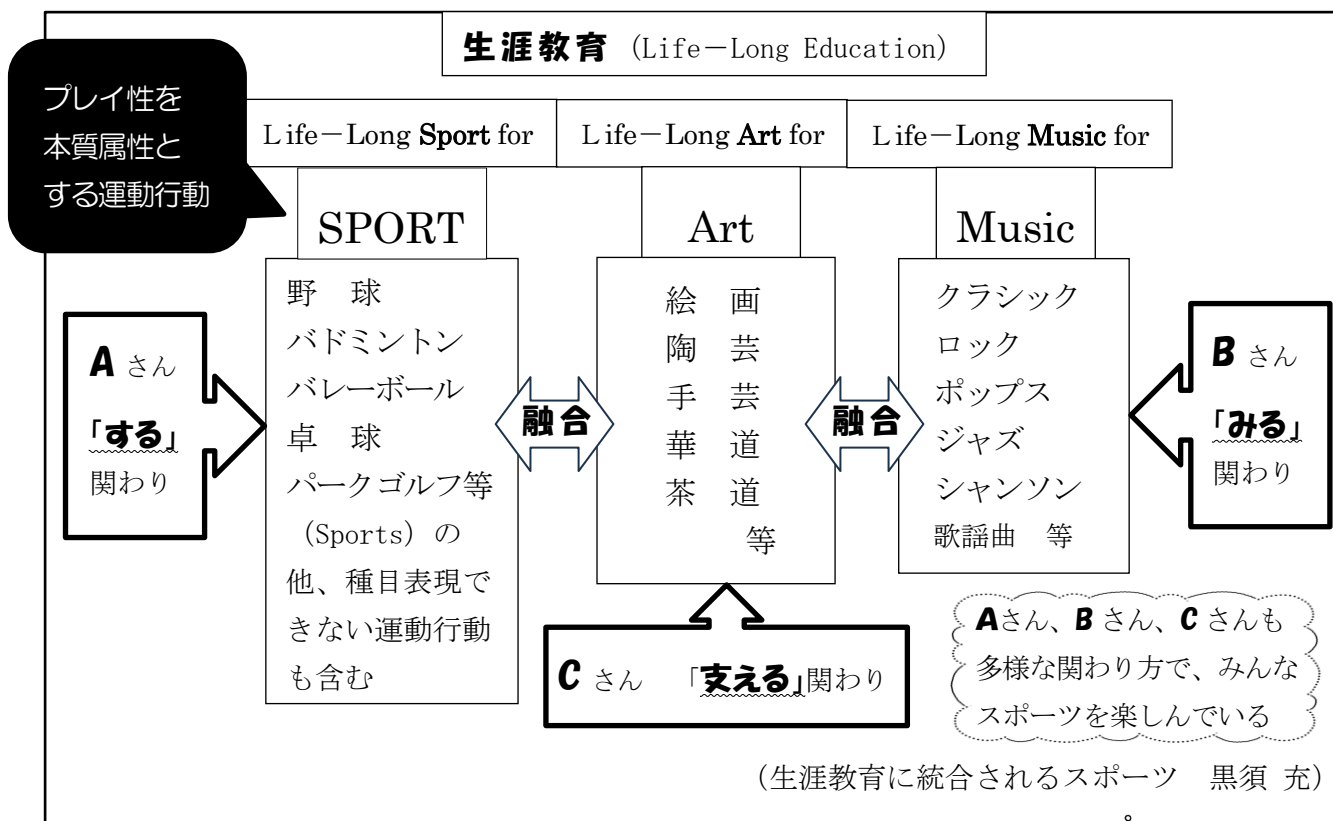 生涯教育 (Life－Long Education)
プレイ性を
本質属性と
する運動行動
Life－Long Sport for
Life－Long Art for
Life－Long Music for
SPORT
野　球
バドミントン
バレーボール
卓　球
パークゴルフ等
(Sports) の
他、種目表現で
きない運動行動
も含む
Art
絵　画
陶　芸
手　芸
華　道
茶　道
等
Music
クラシック
ロック
ポップス
ジャズ
シャンソン
歌謡曲　等
融合
融合
A さん
「する」
関わり
B さん
「みる」
関わり
C さん　「支える」関わり
Aさん、B さん、C さんも
多様な関わり方で、みんな
スポーツを楽しんでいる
(生涯教育に統合されるスポーツ　黒須 充)